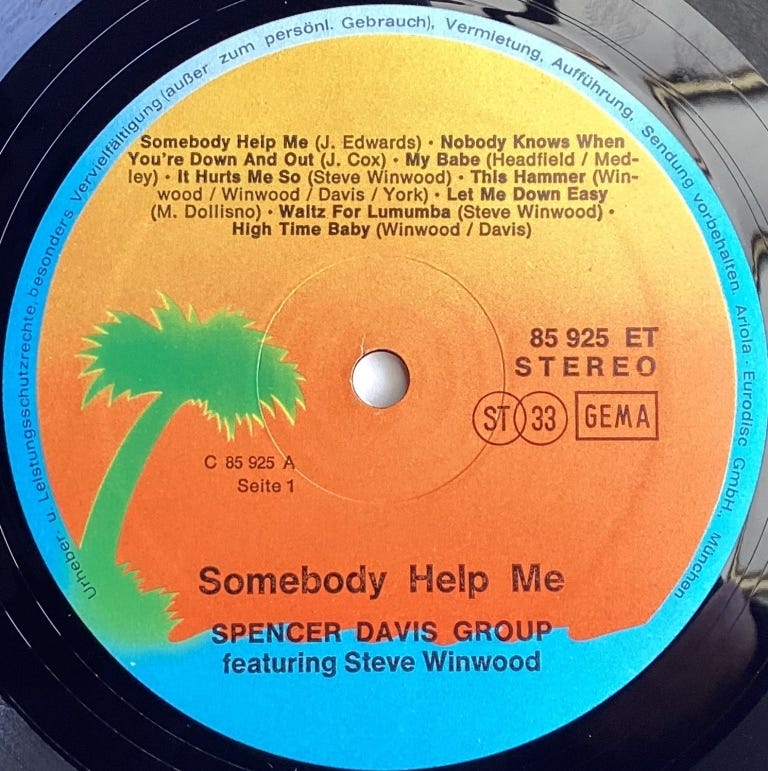 Urheber- u. Leistungsschutzrechte, besonders Vervielfältigung (außer zum persönl. Gebrauch), Vermietung, Aufführung, Sendung vorbehalten. Ariola - Eurodisc GmbH., München
Somebody Help Me (J. Edwards) • Nobody Knows When
You're Down And Out (J. Cox) • My Babe (Headfield / Med-
ley) • It Hurts Me So (Steve Winwood) • This Hammer (Win-
wood / Winwood / Davis / York) • Let Me Down Easy
(M. Dollisno) • Waltz For Lumumba (Steve Winwood) •
High Time Baby (Winwood / Davis)
85 925 ET
STEREO
ST 33 GEMA
C 85 925 A
Seite 1
Somebody Help Me
SPENCER DAVIS GROUP
featuring Steve Winwood